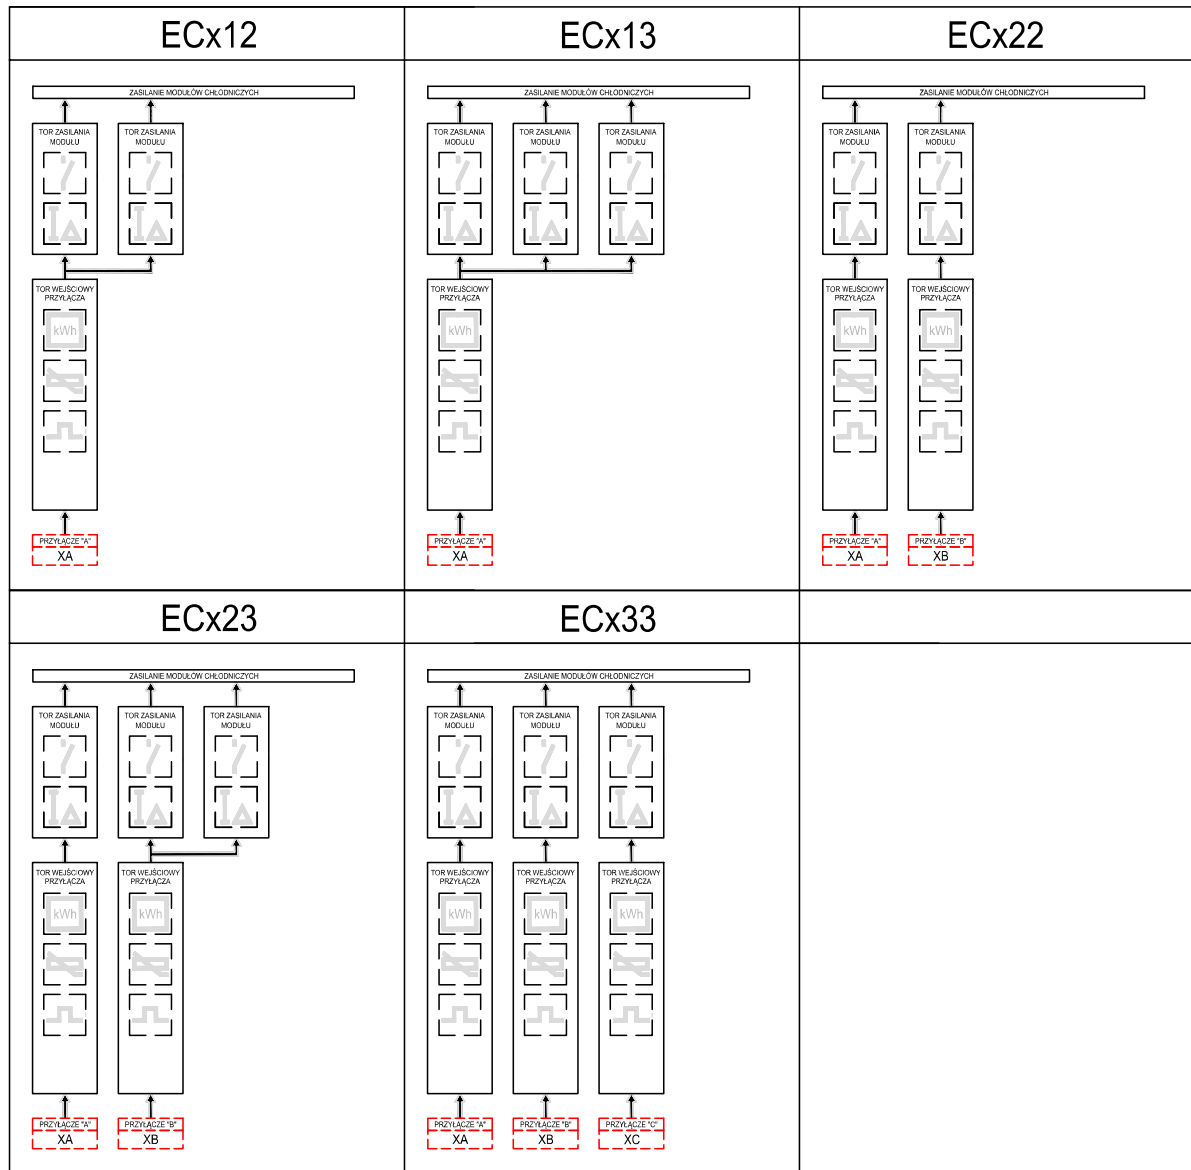 ECx12
ZASILANIE MODUŁÓW CHŁODNICZYCH
TOR ZASILANIA
MODUŁU
TOR ZASILANIA
MODUŁU
TOR WEJŚCIOWY
PRZYŁĄCZA
kWh
PRZYŁĄCZE "A"
XA
ECx13
ZASILANIE MODUŁÓW CHŁODNICZYCH
TOR ZASILANIA
MODUŁU
TOR ZASILANIA
MODUŁU
TOR ZASILANIA
MODUŁU
TOR WEJŚCIOWY
PRZYŁĄCZA
kWh
PRZYŁĄCZE "A"
XA
ECx22
ZASILANIE MODUŁÓW CHŁODNICZYCH
TOR ZASILANIA
MODUŁU
TOR ZASILANIA
MODUŁU
TOR WEJŚCIOWY
PRZYŁĄCZA
kWh
TOR WEJŚCIOWY
PRZYŁĄCZA
kWh
PRZYŁĄCZE "A"
XA
PRZYŁĄCZE "B"
XB
ECx23
ZASILANIE MODUŁÓW CHŁODNICZYCH
TOR ZASILANIA
MODUŁU
TOR ZASILANIA
MODUŁU
TOR ZASILANIA
MODUŁU
TOR WEJŚCIOWY
PRZYŁĄCZA
kWh
TOR WEJŚCIOWY
PRZYŁĄCZA
kWh
PRZYŁĄCZE "A"
XA
PRZYŁĄCZE "B"
XB
ECx33
ZASILANIE MODUŁÓW CHŁODNICZYCH
TOR ZASILANIA
MODUŁU
TOR ZASILANIA
MODUŁU
TOR ZASILANIA
MODUŁU
TOR WEJŚCIOWY
PRZYŁĄCZA
kWh
TOR WEJŚCIOWY
PRZYŁĄCZA
kWh
TOR WEJŚCIOWY
PRZYŁĄCZA
kWh
PRZYŁĄCZE "A"
XA
PRZYŁĄCZE "B"
XB
PRZYŁĄCZE "C"
XC